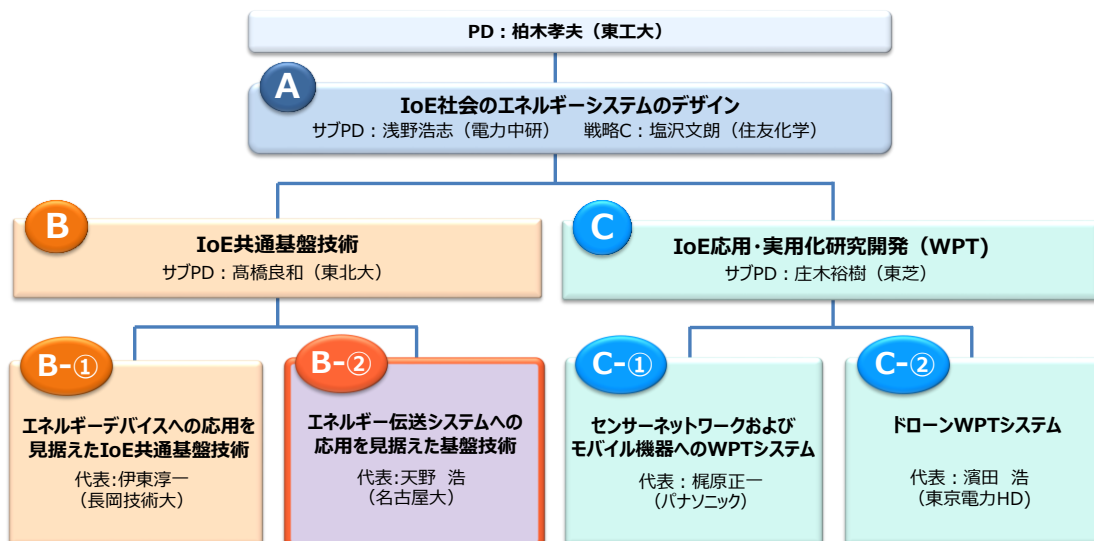 PD：柏木孝夫（東工大）
A
IoE社会のエネルギーシステムのデザイン
サブPD：浅野浩志（電力中研）　戦略C：塩沢文朗（住友化学）
B
IoE共通基盤技術
サブPD：髙橋良和（東北大）
C
IoE応用・実用化研究開発（WPT)
サブPD：庄木裕樹（東芝）
B-①
エネルギーデバイスへの応用を
見据えたIoE共通基盤技術
代表：伊東淳一
（長岡技術大）
B-②
エネルギー伝送システムへの
応用を見据えた基盤技術
代表：天野　浩
（名古屋大）
C-①
センサーネットワークおよび
モバイル機器へのWPTシステム
代表：梶原正一
（パナソニック）
C-②
ドローンWPTシステム
代表：濱田　浩
（東京電力HD）